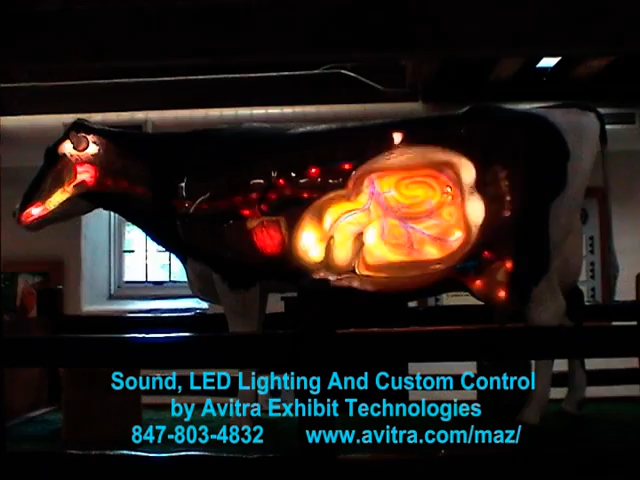 Sound, LED Lighting And Custom Control
by Avitra Exhibit Technologies
847-803-4832 www.avitra.com/maz/